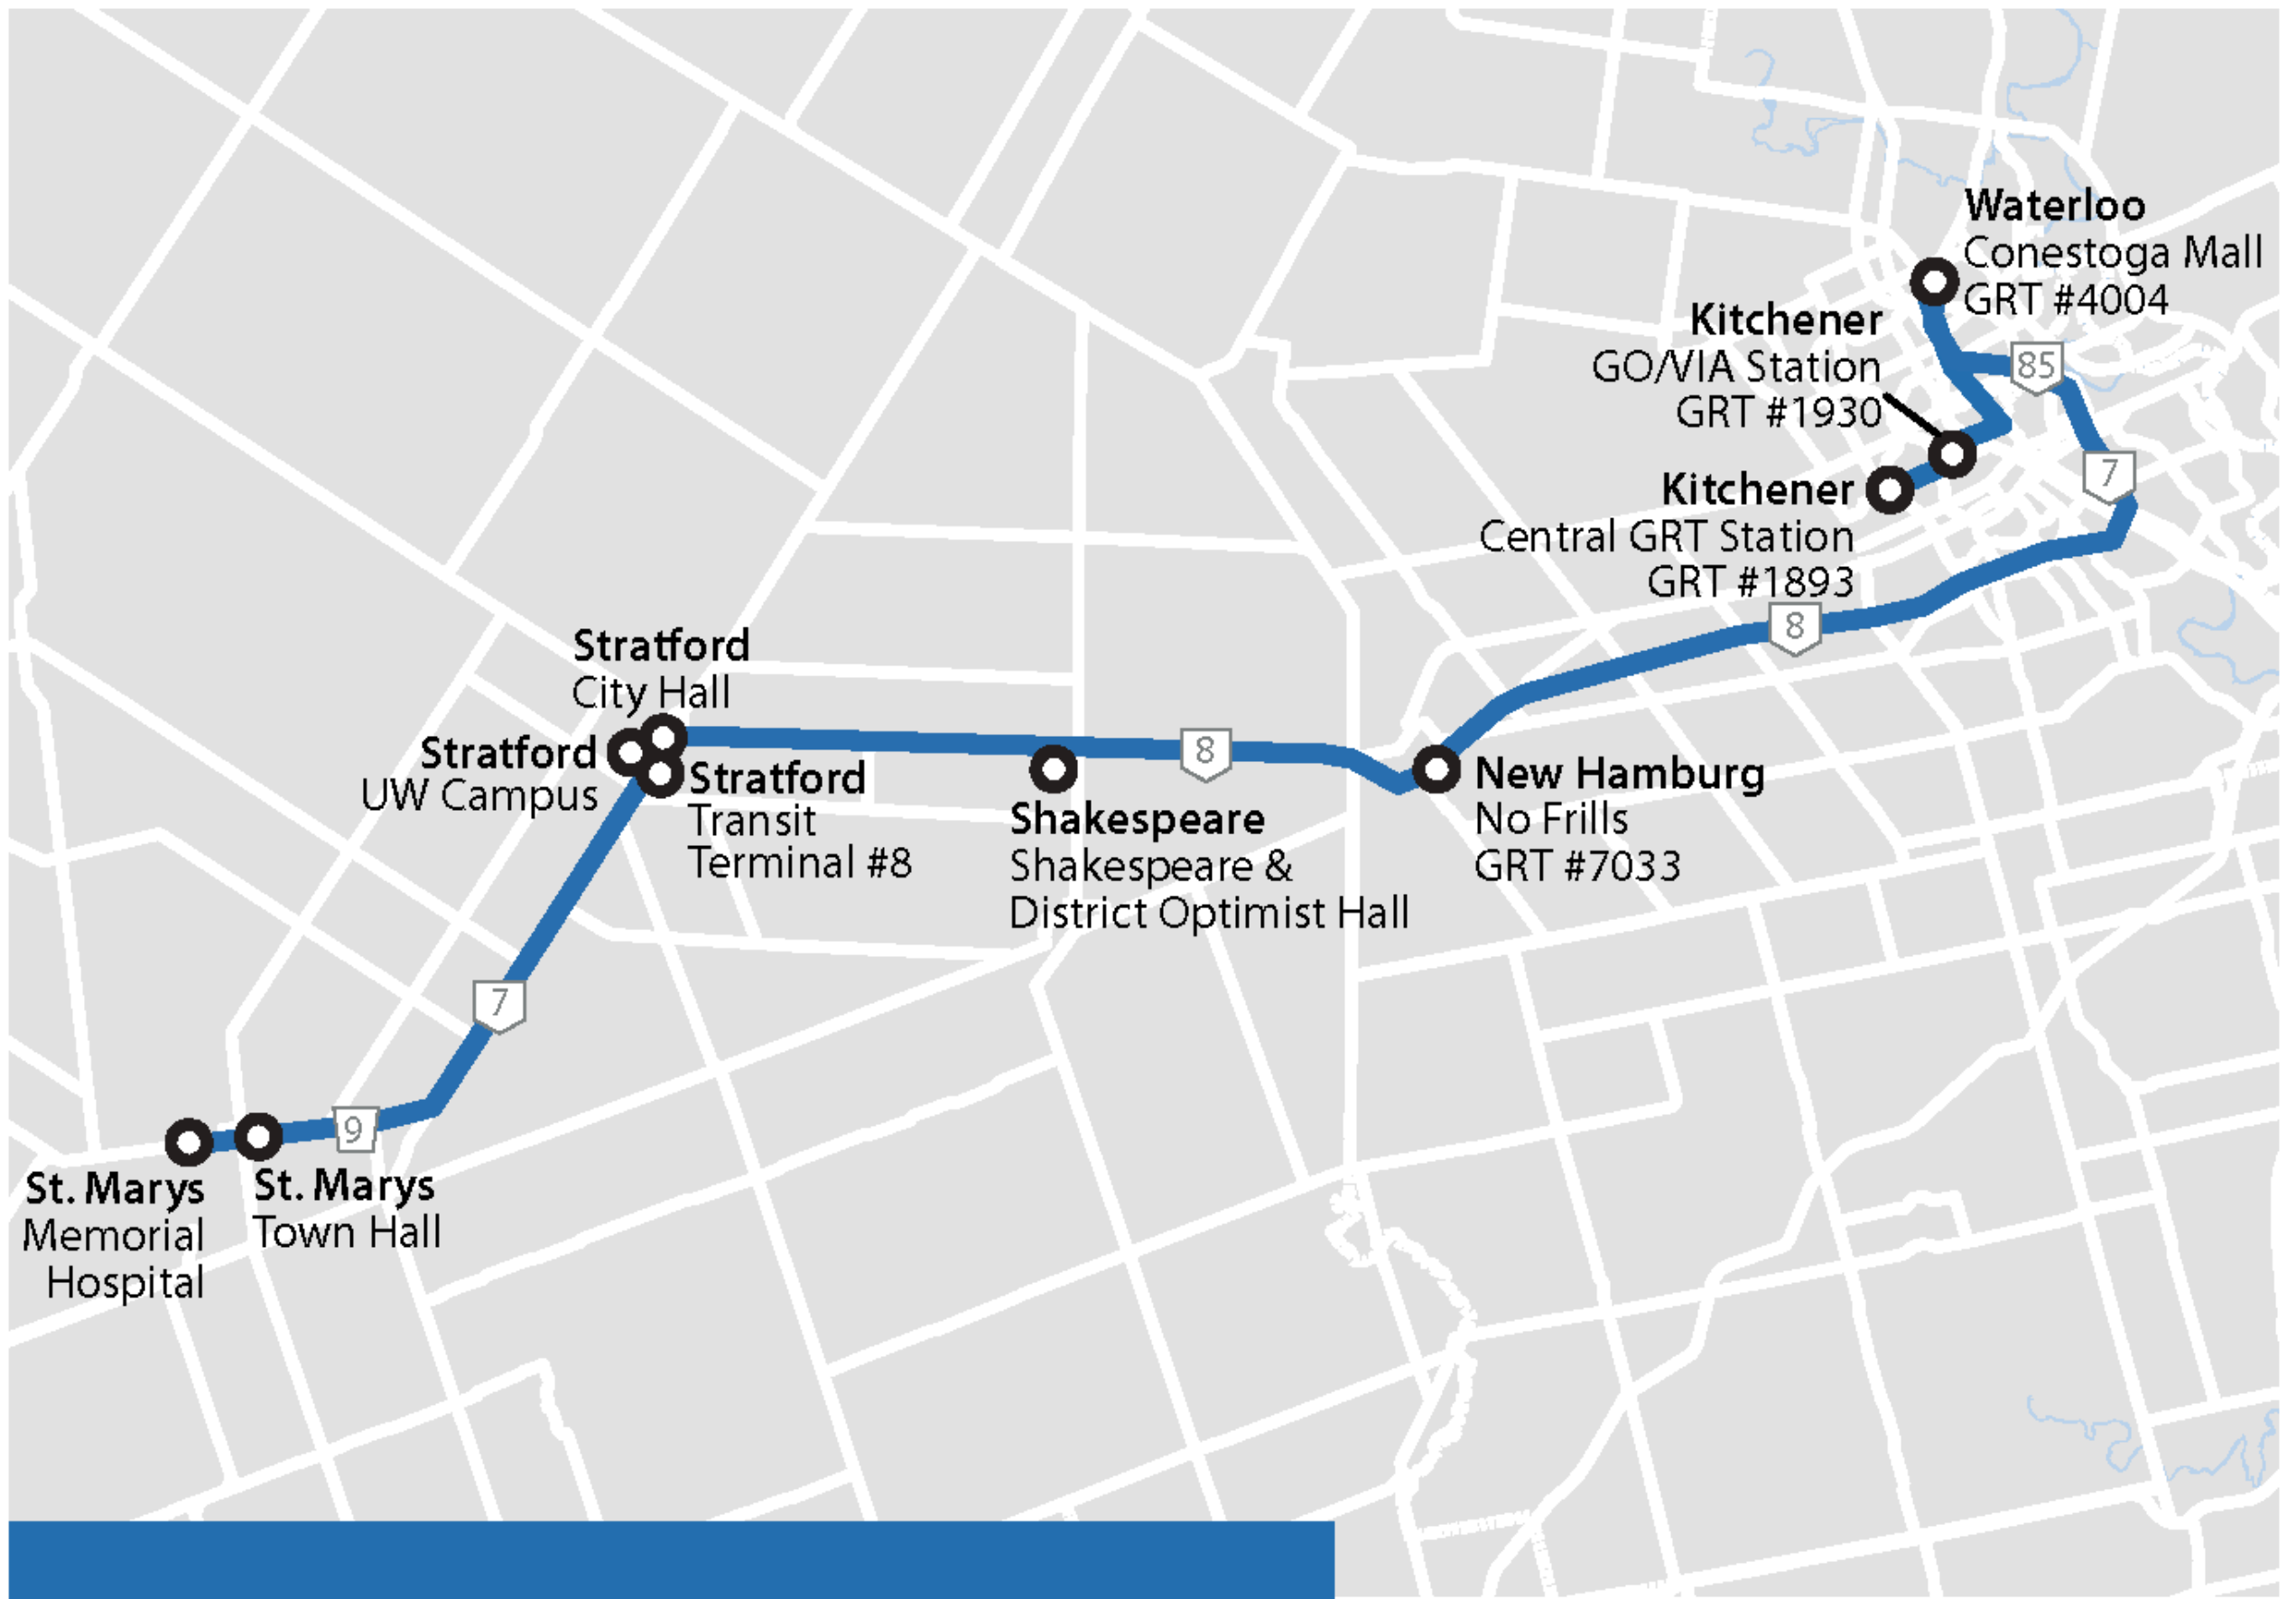 Waterloo
Conestoga Mall
GRT #4004
Kitchener
GO/VIA Station
GRT #1930
85
7
Kitchener
Central GRT Station
GRT #1893
8
Stratford
City Hall
Stratford
UW Campus
Stratford
Transit
Terminal #8
8
Shakespeare
Shakespeare &
District Optimist Hall
New Hamburg
No Frills
GRT #7033
7
9
St. Marys
Memorial
Hospital
St. Marys
Town Hall